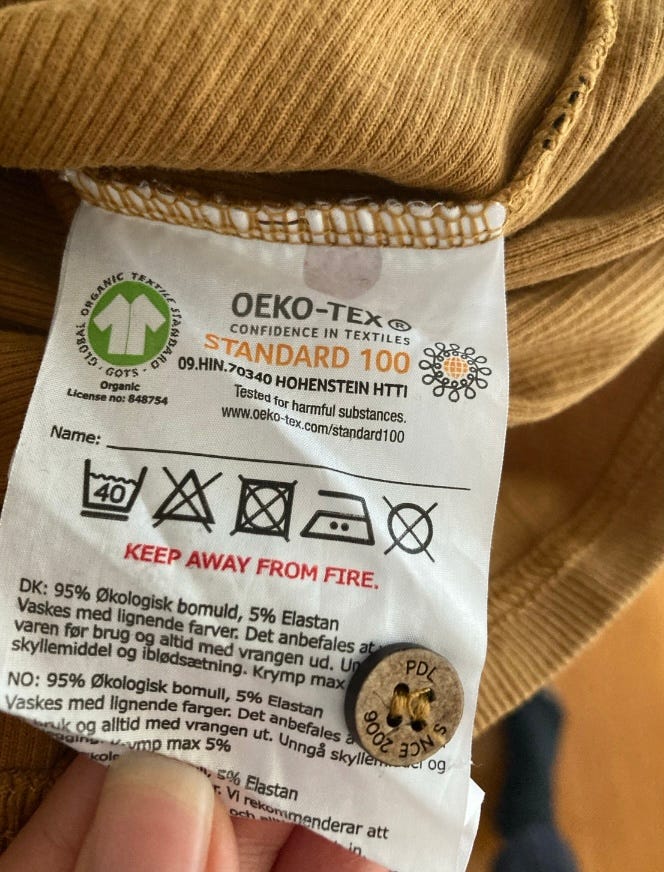 GLOBAL ORGANIC TEXTILE STANDARD · GOTS ·
Organic
License no: 848754
OEKO-TEX®
CONFIDENCE IN TEXTILES
STANDARD 100
09.HIN.70340 HOHENSTEIN HTTI
Tested for harmful substances.
www.oeko-tex.com/standard100
Name:
40
KEEP AWAY FROM FIRE.
DK: 95% Økologisk bomuld, 5% Elastan
Vaskes med lignende farver. Det anbefales at
varen før brug og altid med vrangen ud. Un
skyllemiddel og iblødsætning. Krymp max
NO: 95% Økologisk bomull, 5% Elastan
Vaskes med lignende farger. Det anbefales a
bruk og alltid med vrangen ut. Unngå skyllemiddel og
Krymp max 5%
5% Elastan
Vi rekommenderar att
och
PDL
SINCE 2006